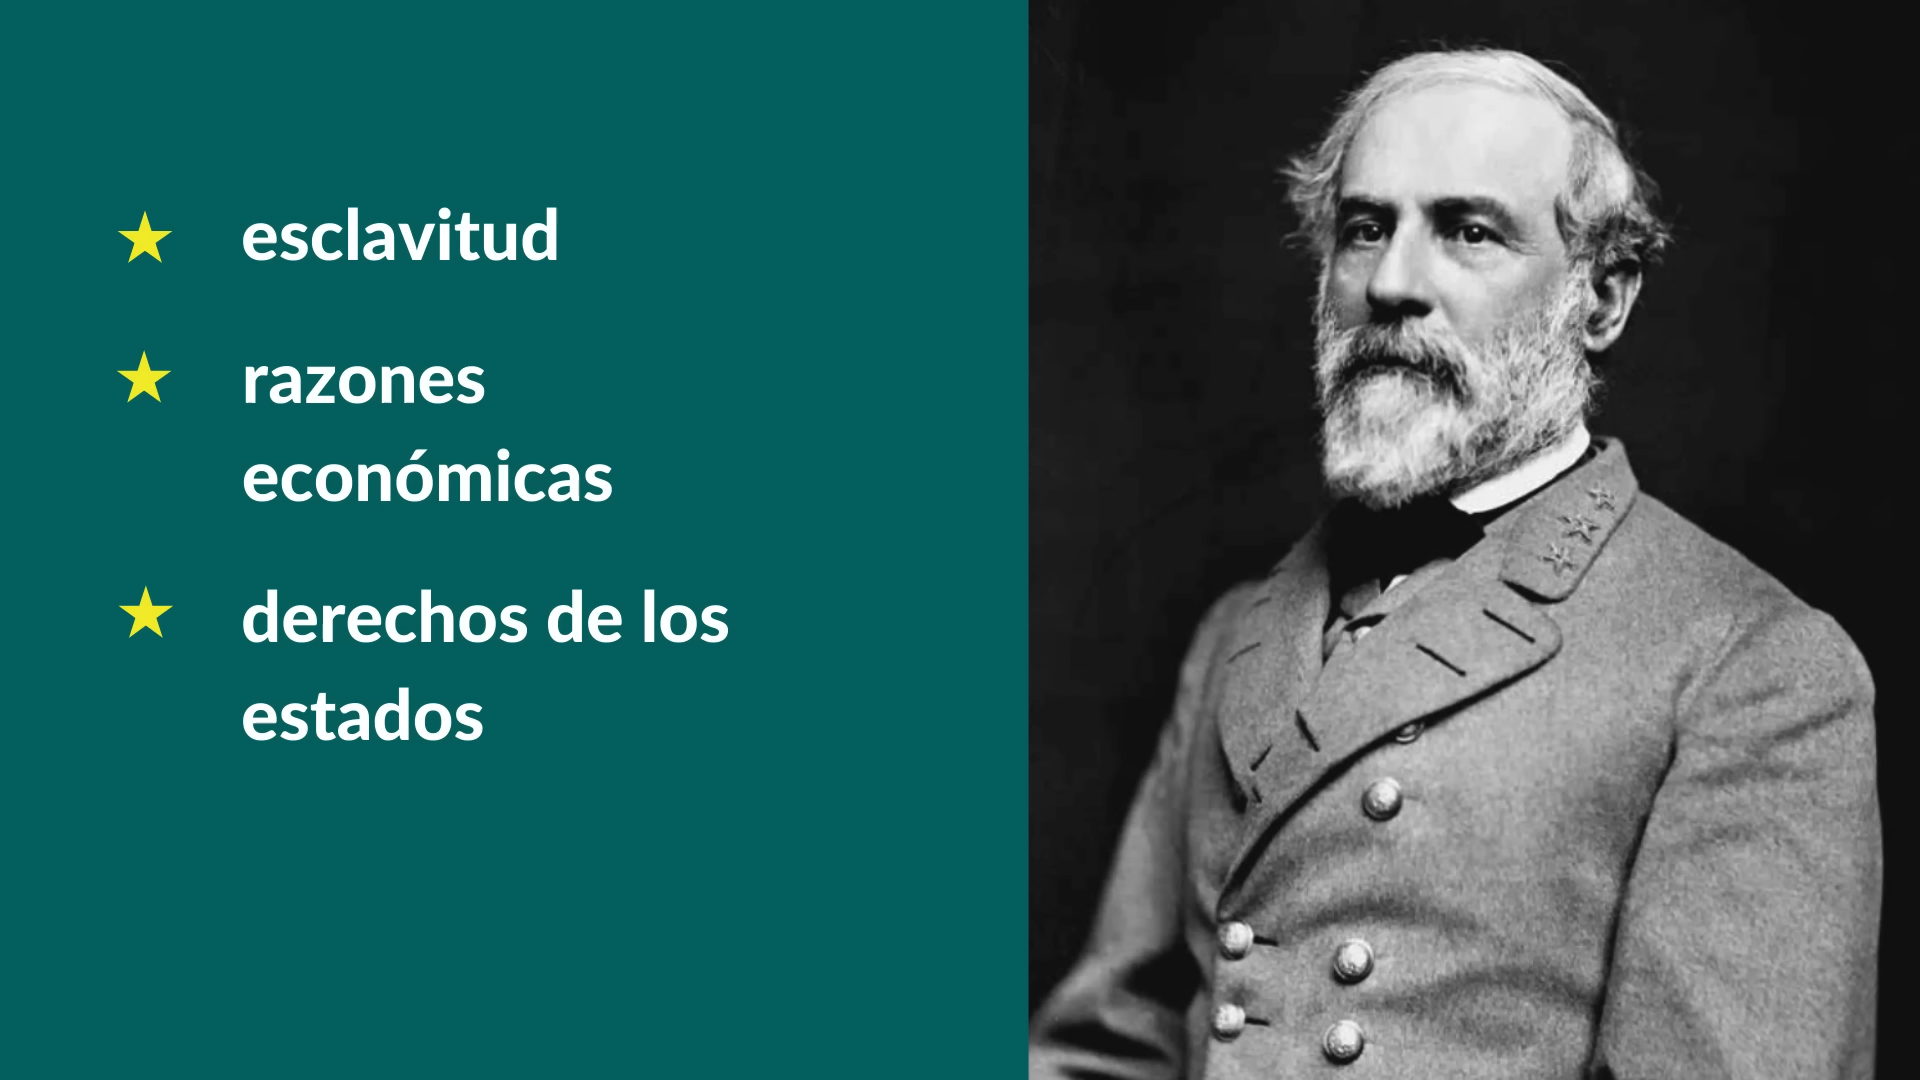 esclavitud
razones
económicas
derechos de los
estados